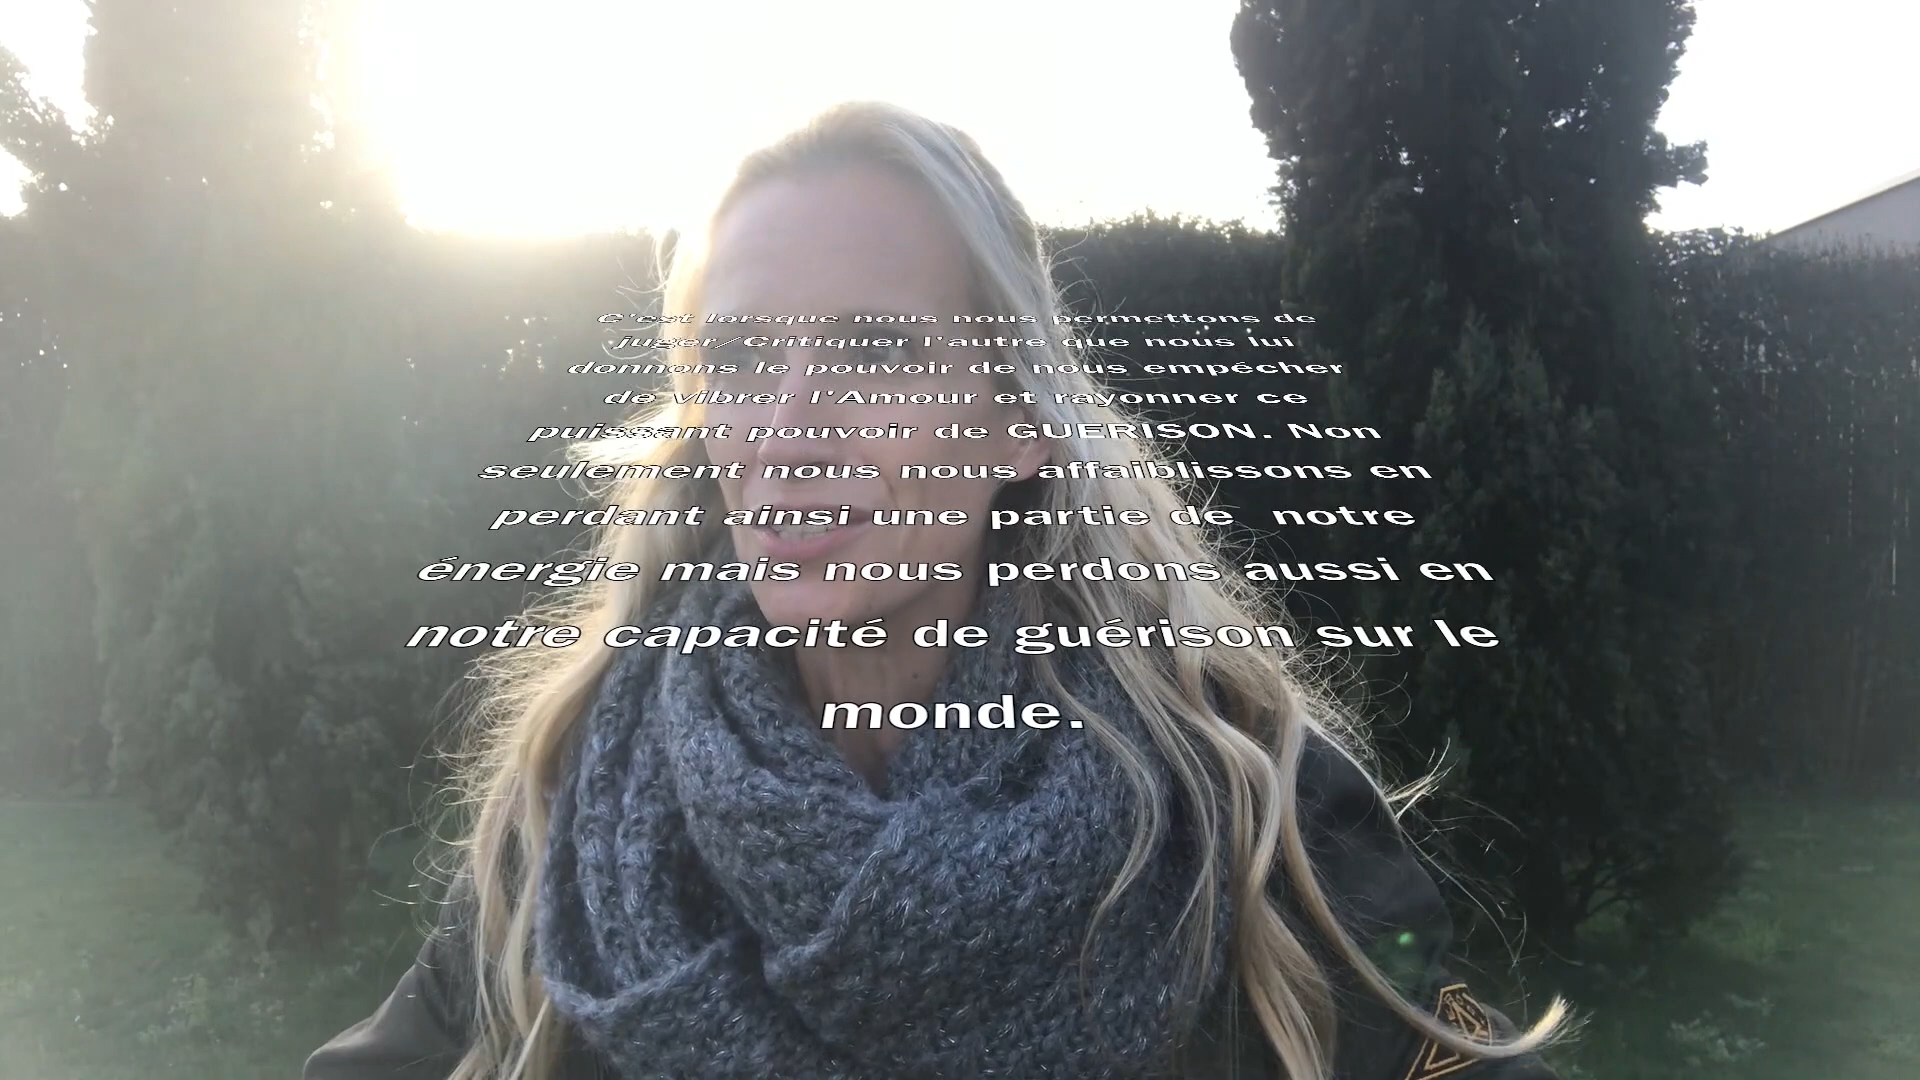 C'est lorsque nous nous permettons de
juger/Critiquer l'autre que nous lui
donnons le pouvoir de nous empécher
de vibrer l'Amour et rayonner ce
puissant pouvoir de GUERISON. Non
seulement nous nous affaiblissons en
perdant ainsi une partie de notre
énergie mais nous perdons aussi en
notre capacité de guérison sur le
monde.